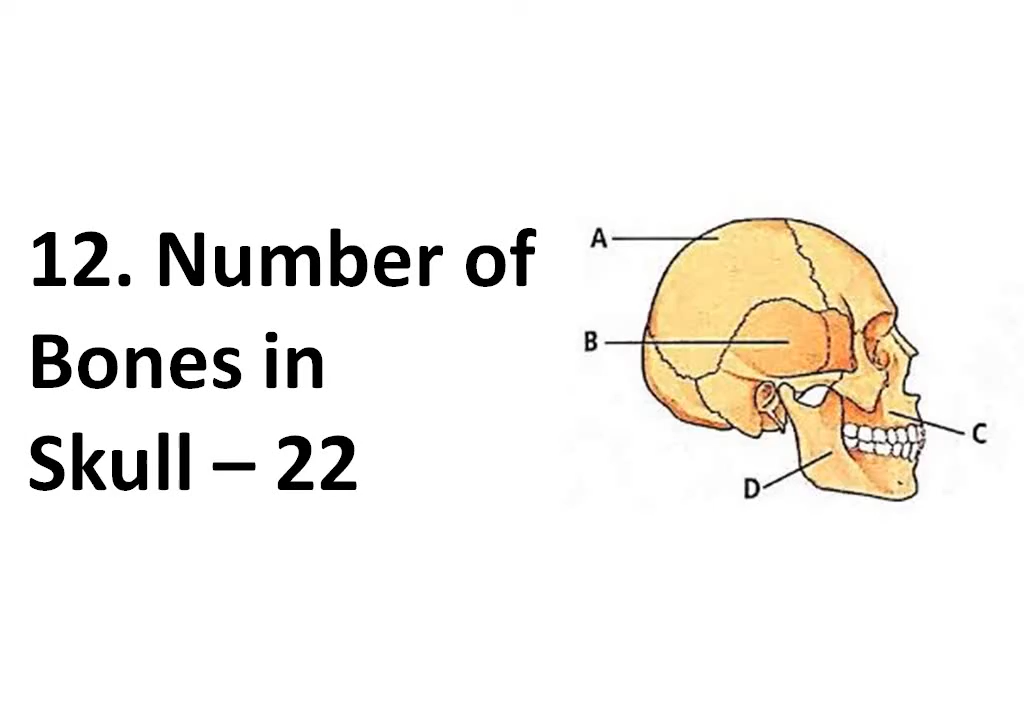 12. Number of
Bones in
Skull – 22
A
B
C
D